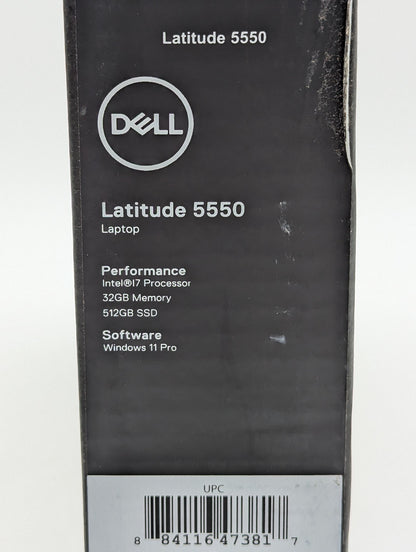 Latitude 5550
DELL
Latitude 5550
Laptop
Performance
Intel®I7 Processor
32GB Memory
512GB SSD
Software
Windows 11 Pro
UPC
8 84116 47381 7